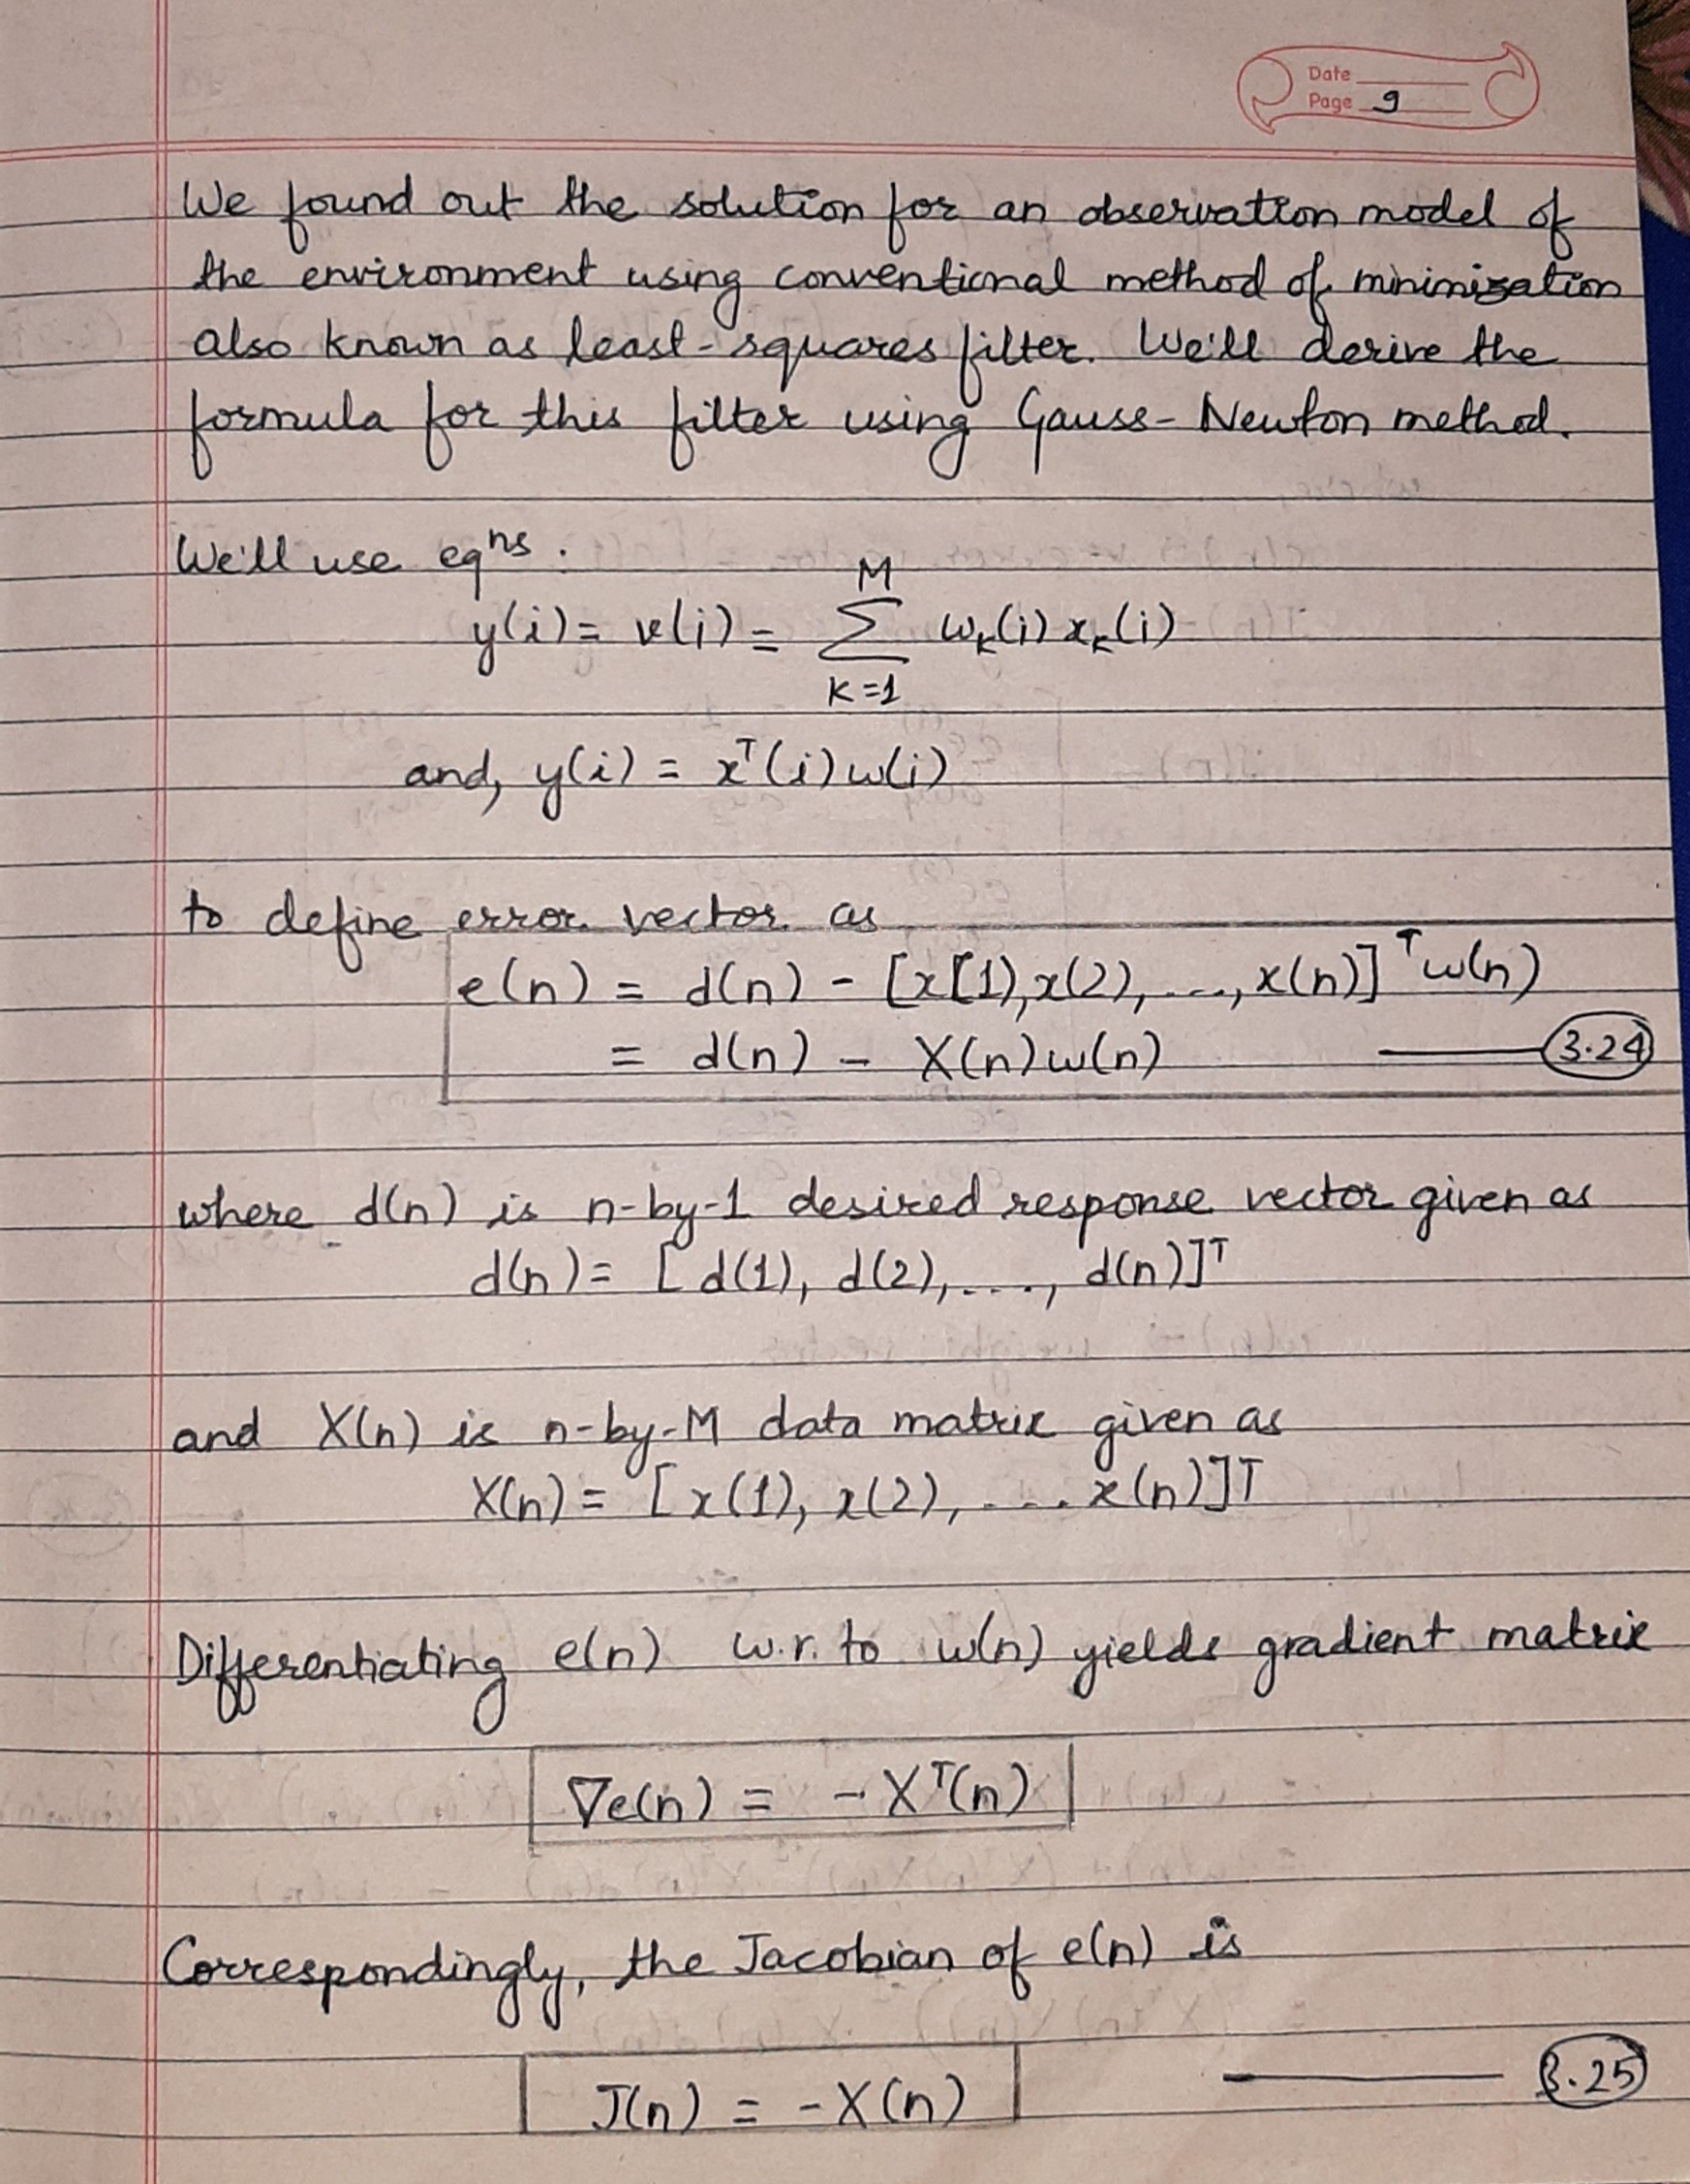 Date
Page 9
We found out the solution for an observation model of
the environment using conventional method of minimization
also known as least-squares filter. We'll derive the
formula for this filter using Gauss-Newton method.
We'll use eqⁿˢ.
y(i) = v(i) = Σ_{K=1}^{M} w_K(i) x_K(i)
and, y(i) = xᵀ(i) w(i)
to define error vector as
e(n) = d(n) - [x[1), x(2), ...., x(n)]ᵀ w(n)
= d(n) - X(n) w(n) — 3.24
where d(n) is n-by-1 desired response vector given as
d(n) = [d(1), d(2), ...., d(n)]ᵀ
and X(n) is n-by-M data matrix given as
X(n) = [x(1), x(2), .... x(n)]ᵀ
Differentiating e(n) w.r. to w(n) yields gradient matrix
∇e(n) = -Xᵀ(n)
Correspondingly, the Jacobian of e(n) is
J(n) = -X(n) — 3.25